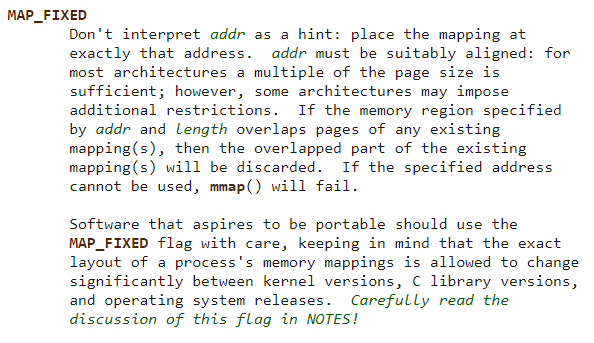 MAP_FIXED
Don't interpret addr as a hint: place the mapping at
exactly that address.  addr must be suitably aligned: for
most architectures a multiple of the page size is
sufficient; however, some architectures may impose
additional restrictions.  If the memory region specified
by addr and length overlaps pages of any existing
mapping(s), then the overlapped part of the existing
mapping(s) will be discarded.  If the specified address
cannot be used, mmap() will fail.

Software that aspires to be portable should use the
MAP_FIXED flag with care, keeping in mind that the exact
layout of a process's memory mappings is allowed to change
significantly between kernel versions, C library versions,
and operating system releases.  Carefully read the
discussion of this flag in NOTES!